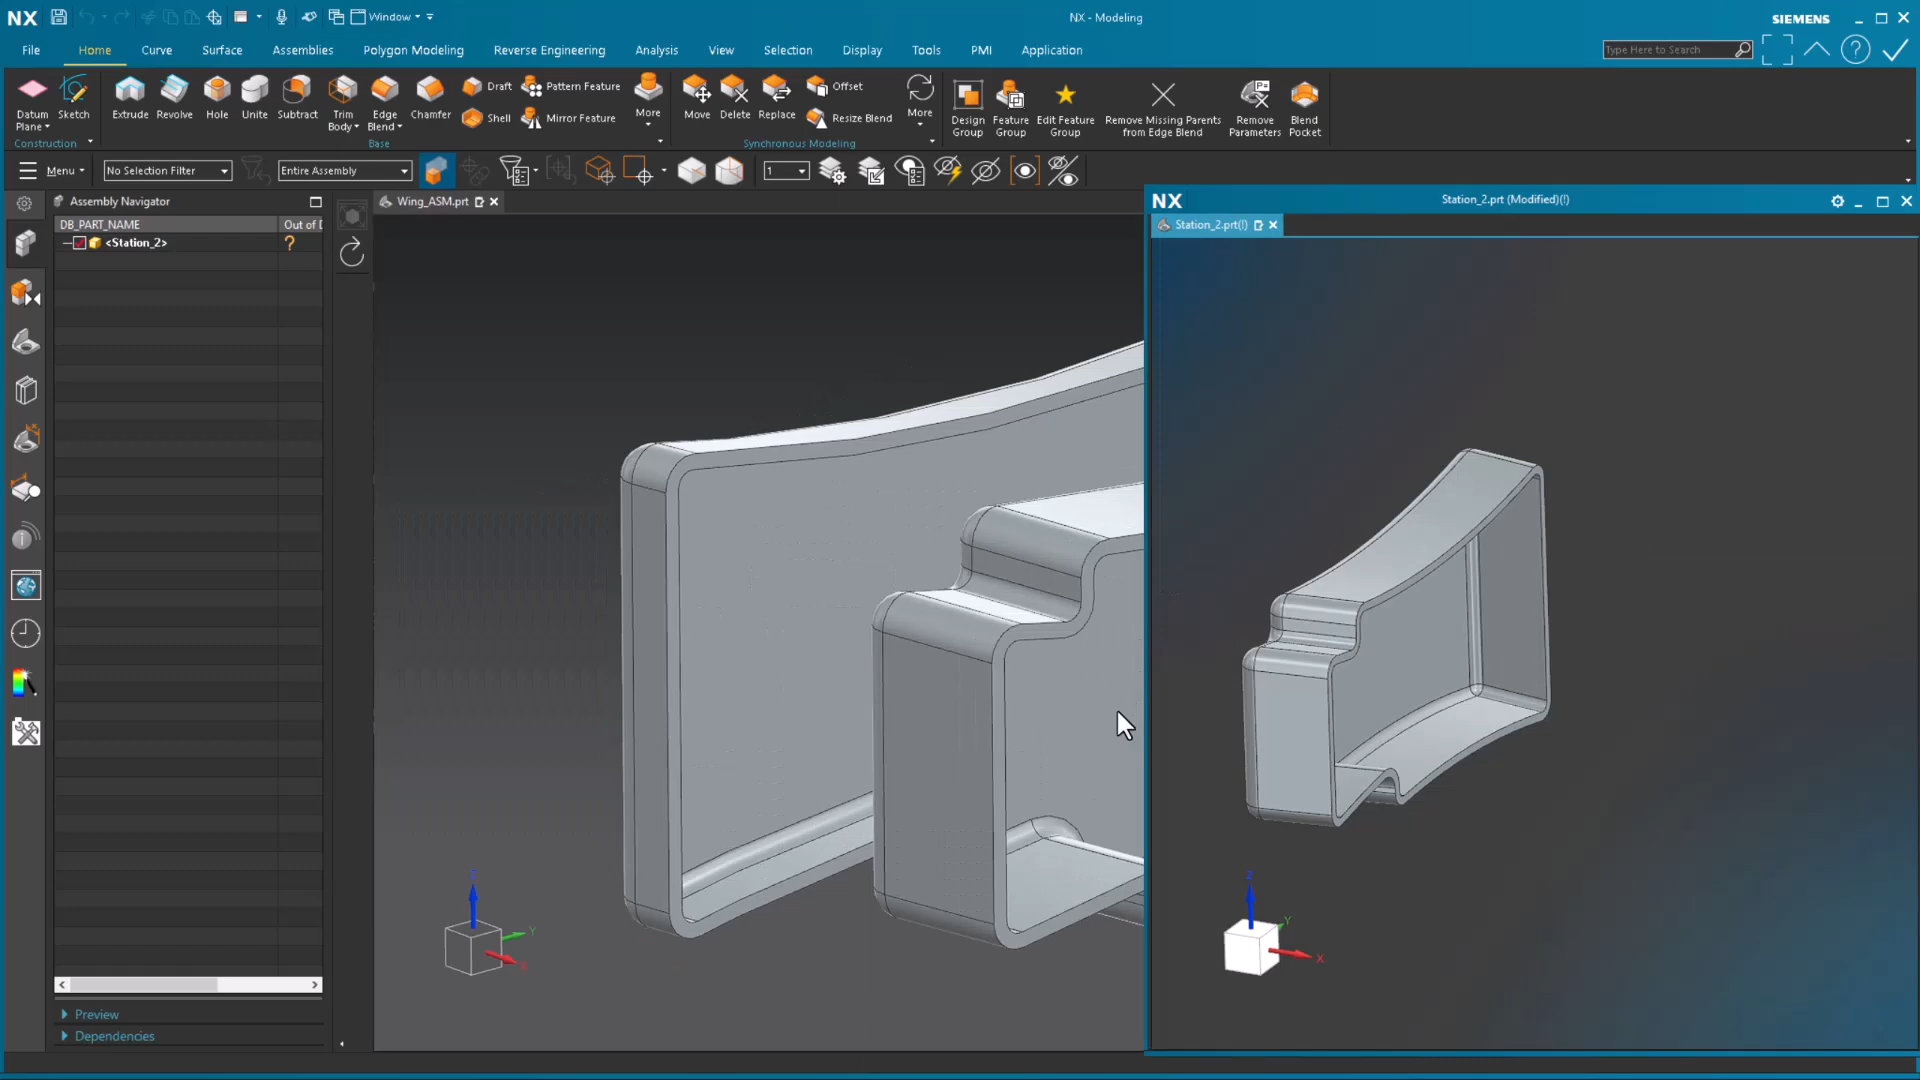 NX Window NX - Modeling SIEMENS
File Home Curve Surface Assemblies Polygon Modeling Reverse Engineering Analysis View Selection Display Tools PMI Application Type Here to Search
Datum Plane Sketch Extrude Revolve Hole Unite Subtract Trim Body Edge Blend Chamfer Draft Pattern Feature Shell Mirror Feature More Move Delete Replace Offset Resize Blend More Design Group Feature Group Edit Feature Group Remove Missing Parents from Edge Blend Remove Parameters Blend Pocket
Construction Base Synchronous Modeling
Menu No Selection Filter Entire Assembly 1
Assembly Navigator Wing_ASM.prt NX Station_2.prt (Modified)(!)
DB_PART_NAME Out of D Station_2.prt(!)
<Station_2> ?
Z Y X
Z Y X
Preview
Dependencies